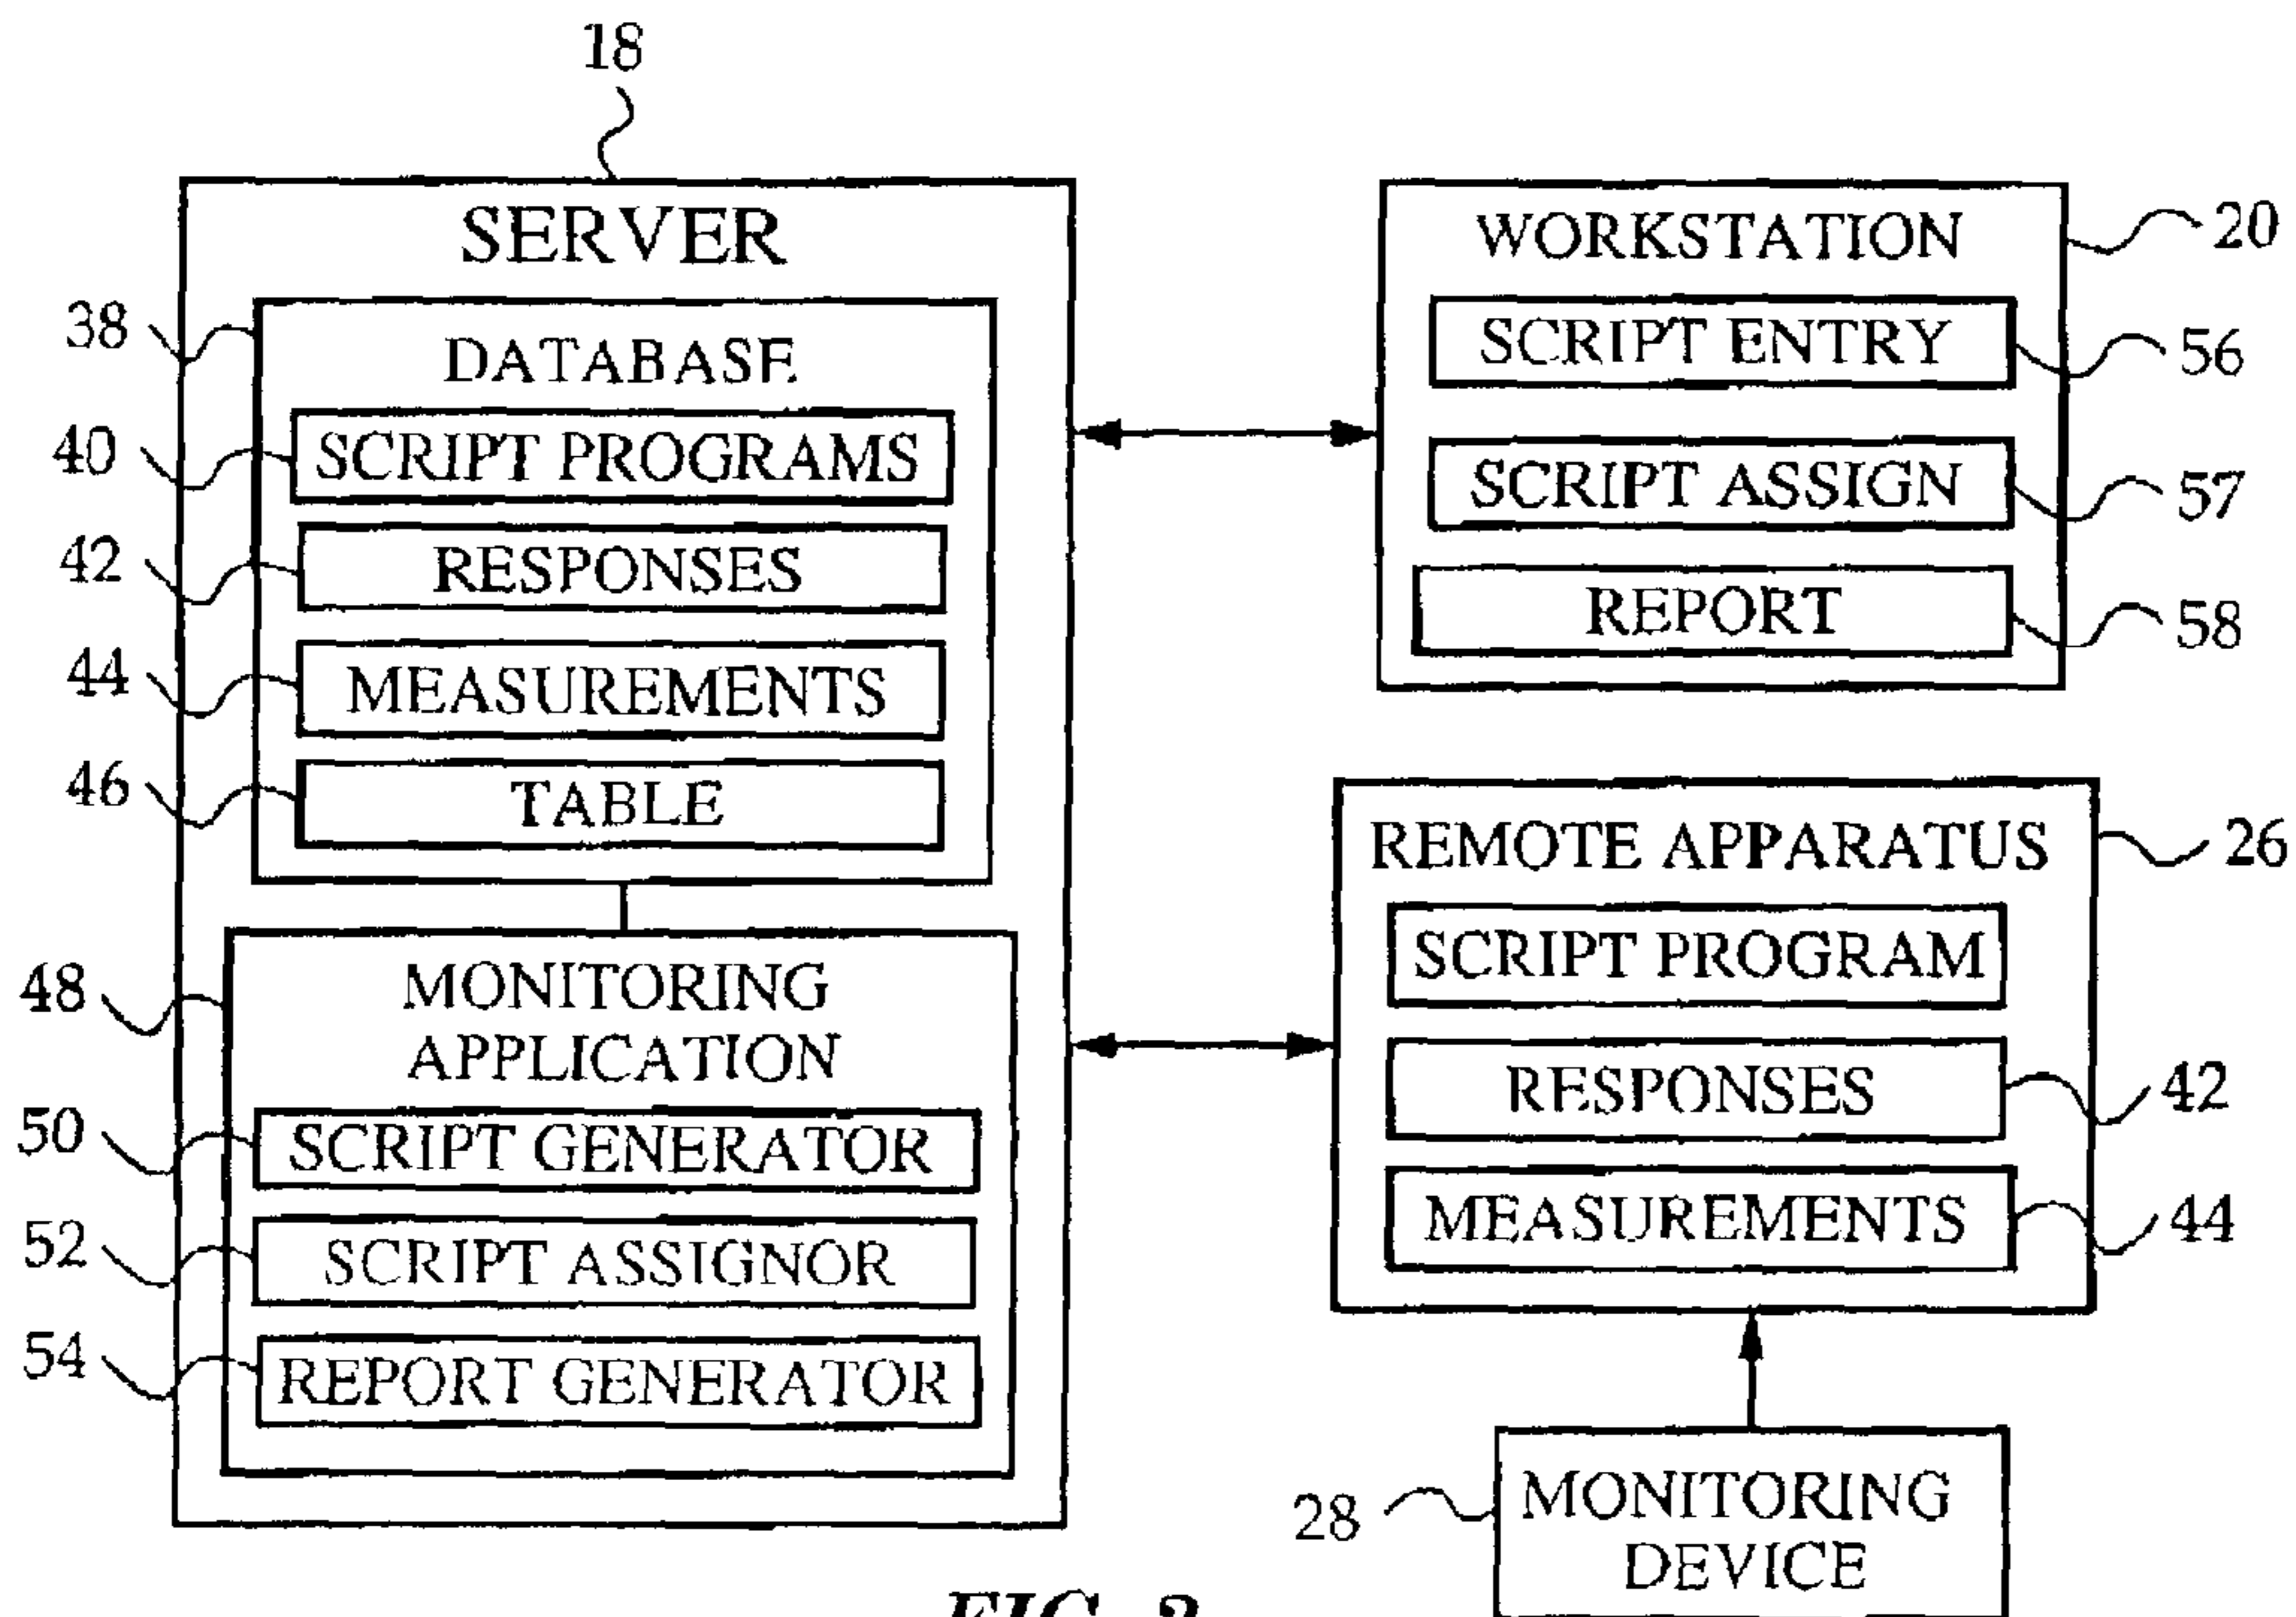 18
SERVER
38
DATABASE
40
SCRIPT PROGRAMS
42
RESPONSES
44
MEASUREMENTS
46
TABLE
48
MONITORING
APPLICATION
50
SCRIPT GENERATOR
52
SCRIPT ASSIGNOR
54
REPORT GENERATOR
WORKSTATION
20
SCRIPT ENTRY
56
SCRIPT ASSIGN
57
REPORT
58
REMOTE APPARATUS
26
SCRIPT PROGRAM
RESPONSES
42
MEASUREMENTS
44
28
MONITORING
DEVICE